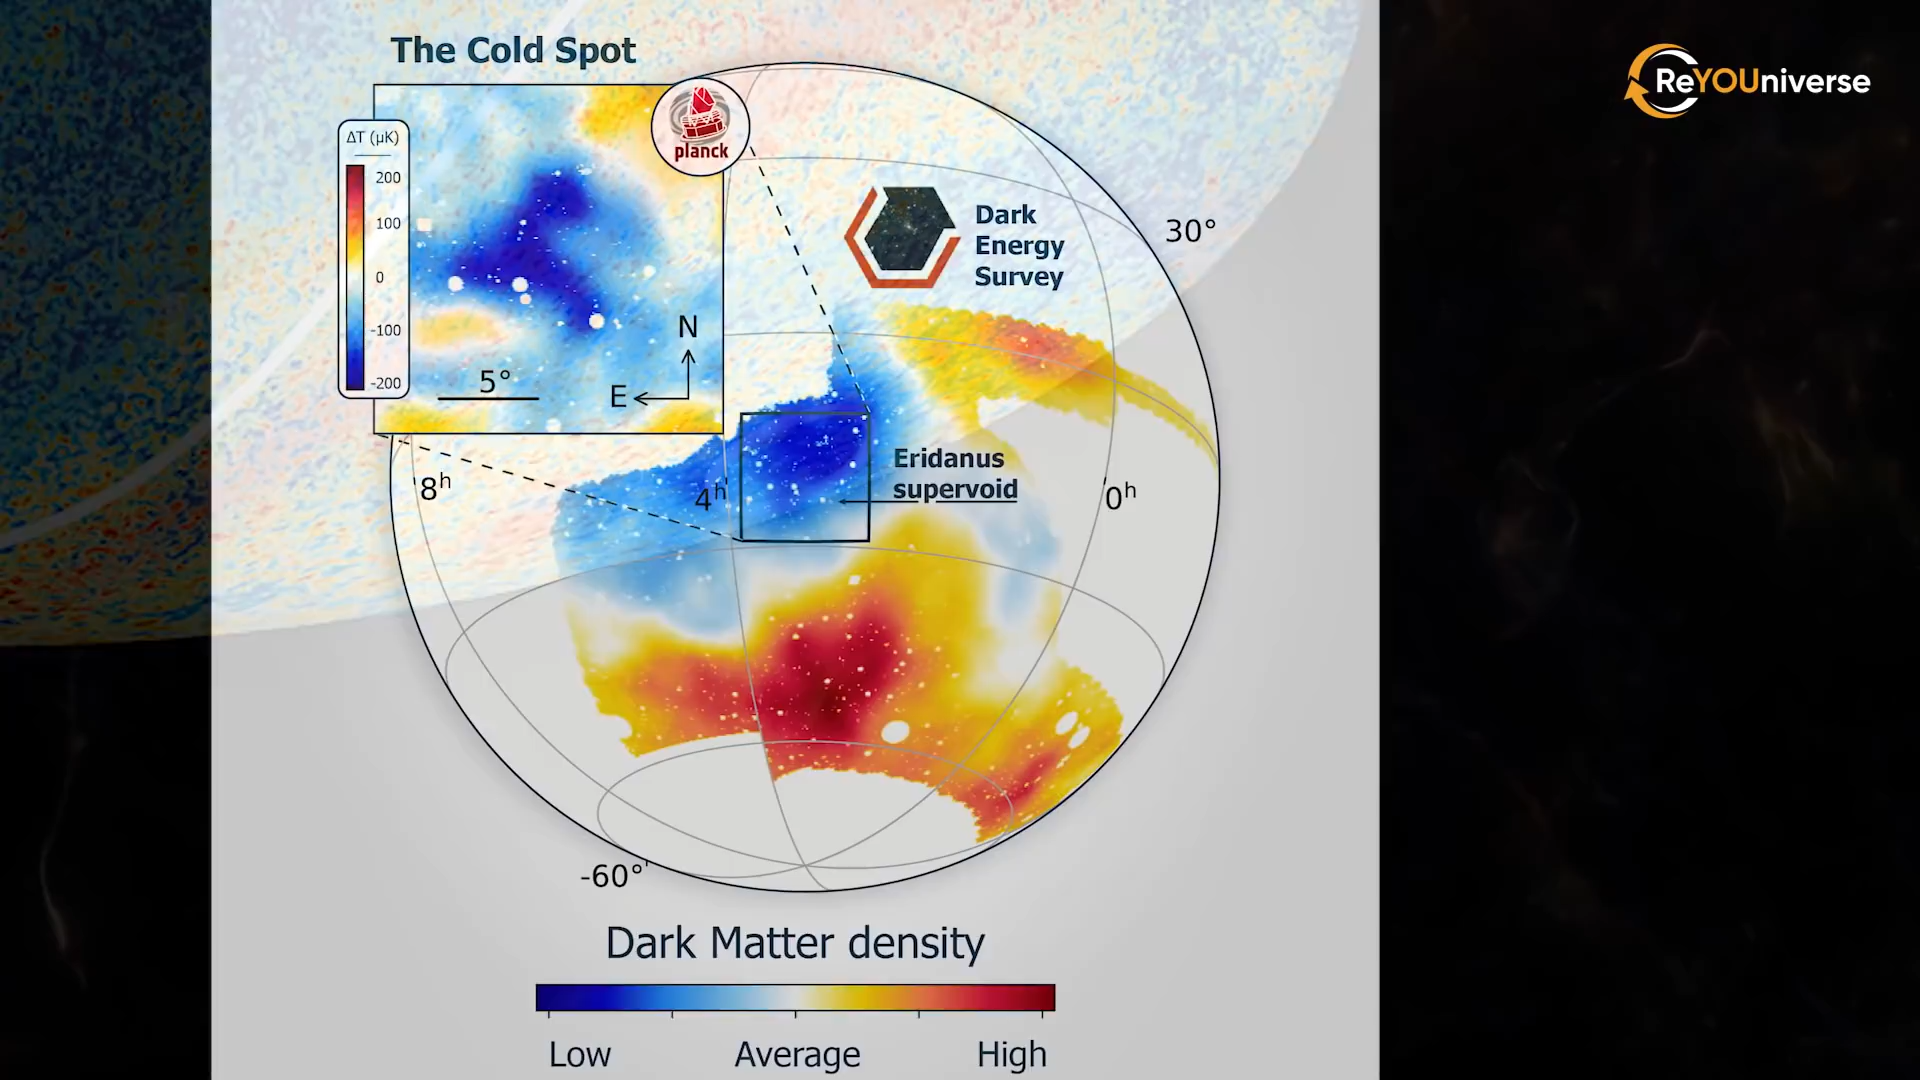 The Cold Spot
ReYOUniverse
planck
ΔT (μK)
200
100
0
-100
-200
5°
N
E
Dark
Energy
Survey
30°
Eridanus
supervoid
8h
4h
0h
-60°
Dark Matter density
Low Average High